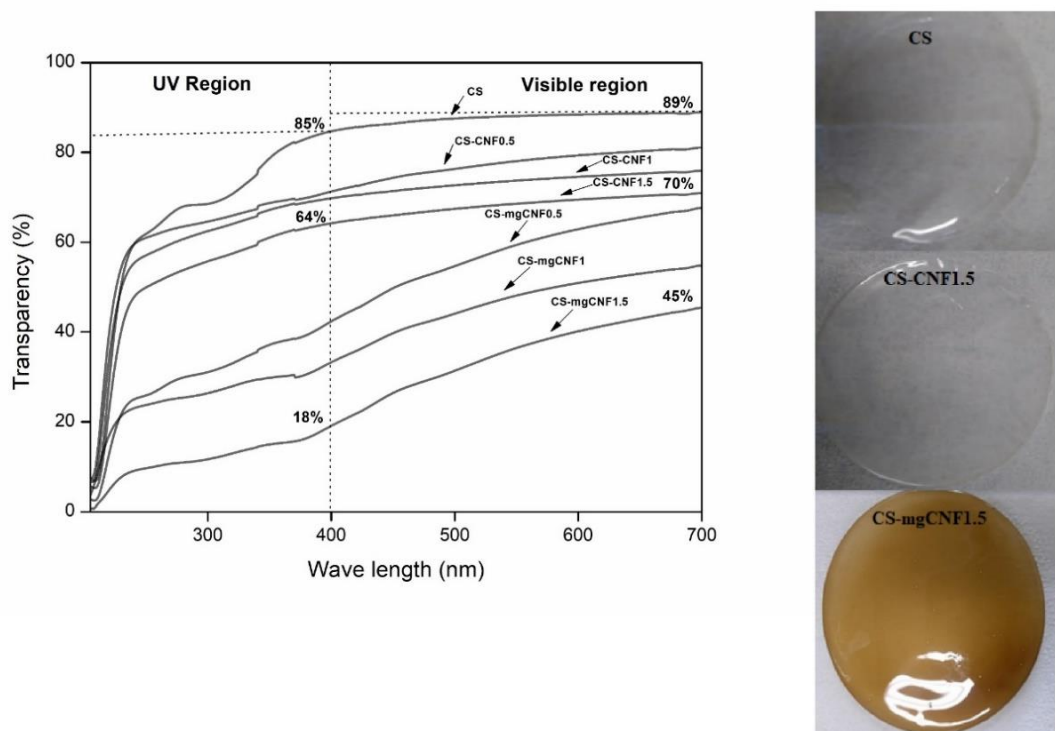 UV Region
Visible region
CS
89%
85%
CS-CNF0.5
CS-CNF1
CS-CNF1.5
70%
64%
CS-mgCNF0.5
CS-mgCNF1
CS-mgCNF1.5
45%
18%
100
80
60
40
20
0
Transparency (%)
300
400
500
600
700
Wave length (nm)
CS
CS-CNF1.5
CS-mgCNF1.5